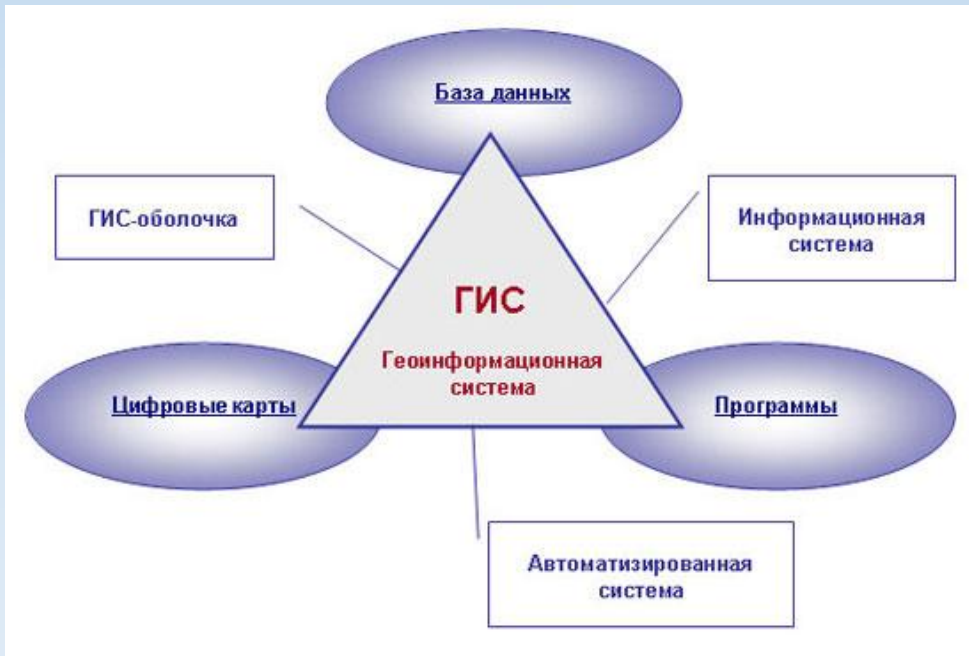 База данных
ГИС-оболочка
Информационная
система
ГИС
Геоинформационная
система
Цифровые карты
Программы
Автоматизированная
система